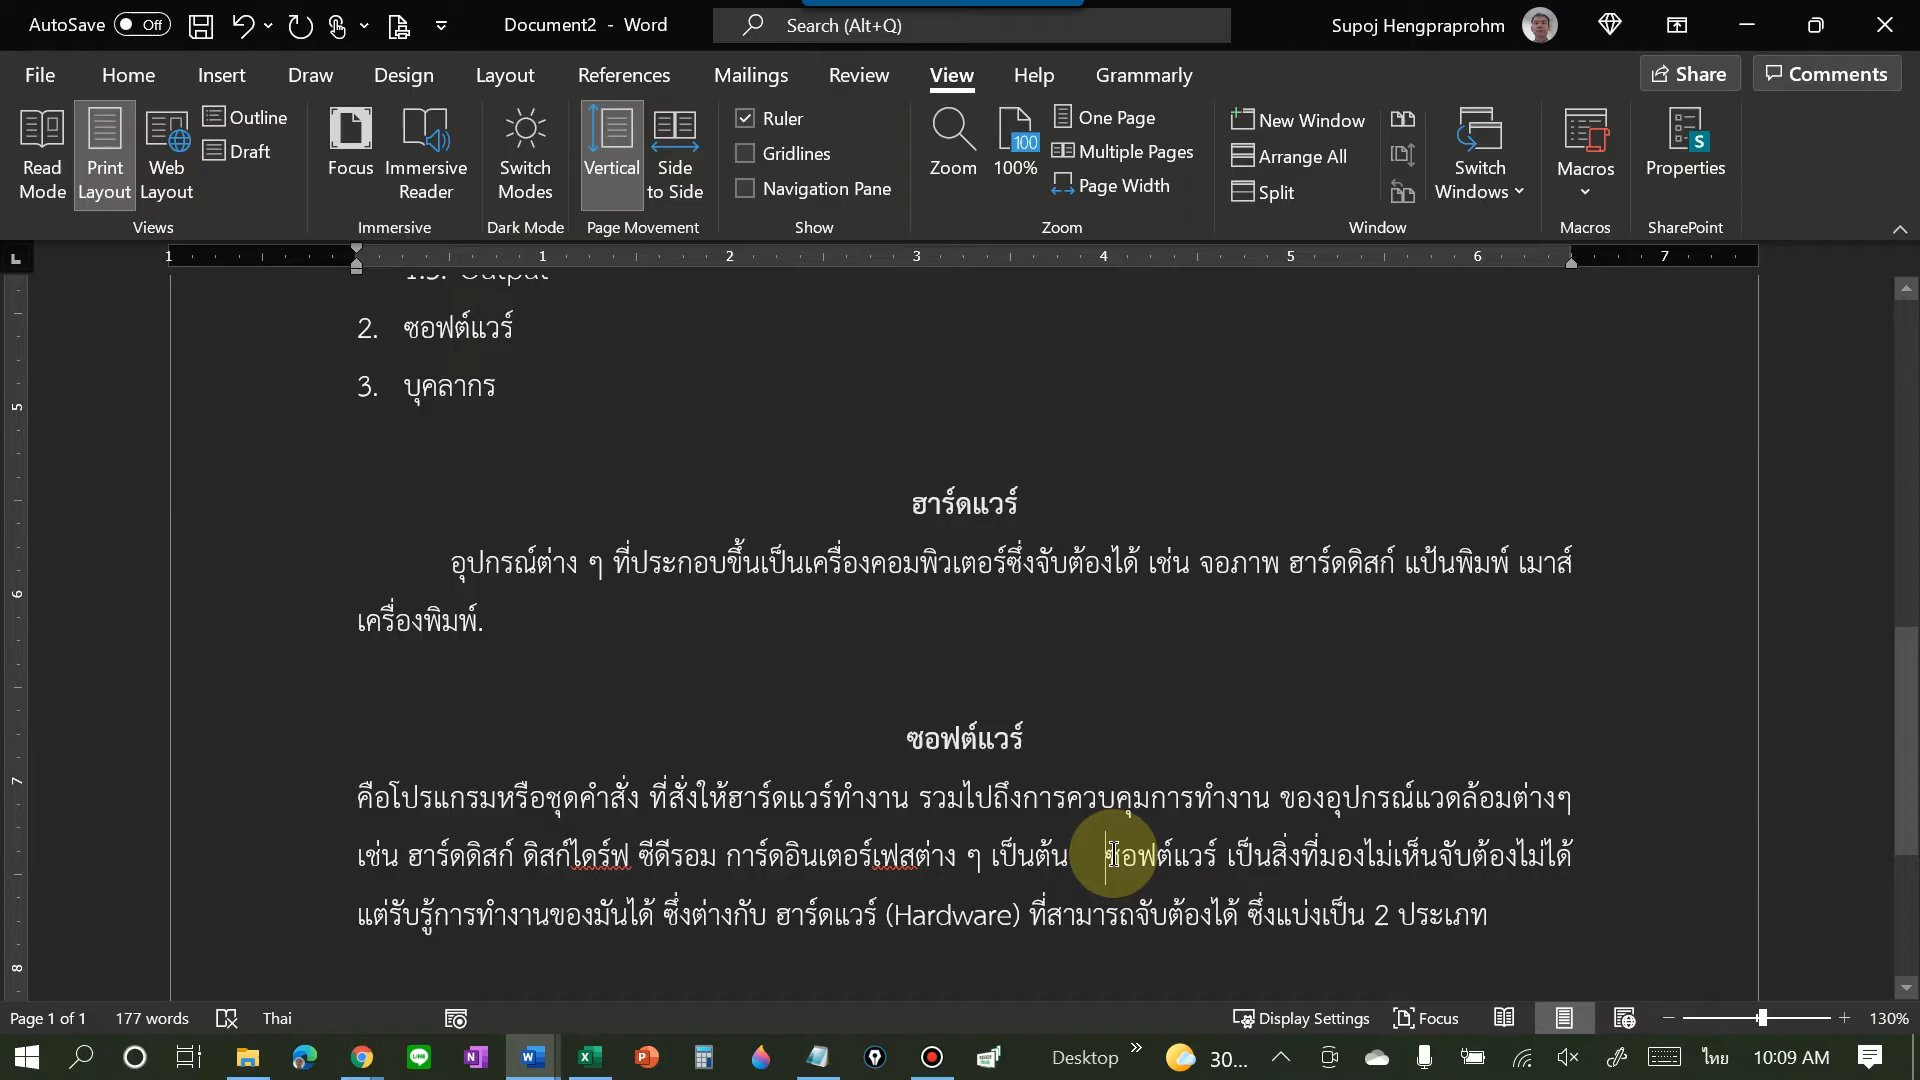 AutoSave Off Document2 - Word Search (Alt+Q) Supoj Hengpraprohm
File Home Insert Draw Design Layout References Mailings Review View Help Grammarly Share Comments
Read Mode
Print Layout
Web Layout
Outline
Draft
Views
Focus
Immersive Reader
Immersive
Switch Modes
Dark Mode
Vertical
Side to Side
Page Movement
Ruler
Gridlines
Navigation Pane
Show
Zoom
100%
One Page
Multiple Pages
Page Width
Zoom
New Window
Arrange All
Split
Switch Windows
Window
Macros
Macros
Properties
SharePoint
1 1 2 3 4 5 6 7
1.3. Output
2. ซอฟต์แวร์
3. บุคลากร
ฮาร์ดแวร์
อุปกรณ์ต่าง ๆ ที่ประกอบขึ้นเป็นเครื่องคอมพิวเตอร์ซึ่งจับต้องได้ เช่น จอภาพ ฮาร์ดดิสก์ แป้นพิมพ์ เมาส์
เครื่องพิมพ์.
ซอฟต์แวร์
คือโปรแกรมหรือชุดคำสั่ง ที่สั่งให้ฮาร์ดแวร์ทำงาน รวมไปถึงการควบคุมการทำงาน ของอุปกรณ์แวดล้อมต่างๆ
เช่น ฮาร์ดดิสก์ ดิสก์ไดร์ฟ ซีดีรอม การ์ดอินเตอร์เฟสต่าง ๆ เป็นต้น ซอฟต์แวร์ เป็นสิ่งที่มองไม่เห็นจับต้องไม่ได้
แต่รับรู้การทำงานของมันได้ ซึ่งต่างกับ ฮาร์ดแวร์ (Hardware) ที่สามารถจับต้องได้ ซึ่งแบ่งเป็น 2 ประเภท
5
6
7
8
Page 1 of 1 177 words Thai Display Settings Focus 130%
Desktop 30... ไทย 10:09 AM